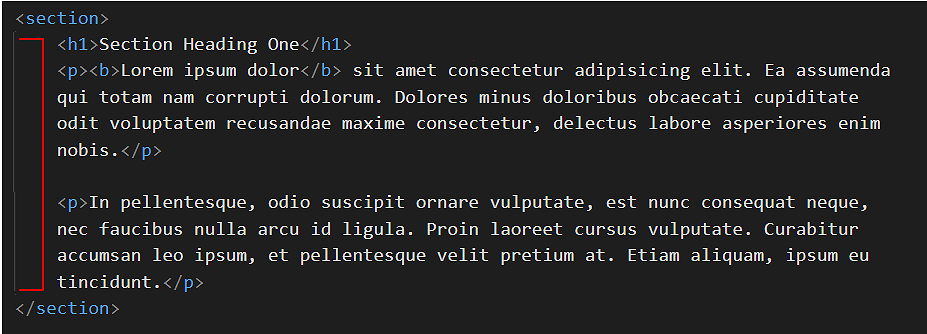 <section>
<h1>Section Heading One</h1>
<p><b>Lorem ipsum dolor</b> sit amet consectetur adipisicing elit. Ea assumenda
qui totam nam corrupti dolorum. Dolores minus doloribus obcaecati cupiditate
odit voluptatem recusandae maxime consectetur, delectus labore asperiores enim
nobis.</p>
<p>In pellentesque, odio suscipit ornare vulputate, est nunc consequat neque,
nec faucibus nulla arcu id ligula. Proin laoreet cursus vulputate. Curabitur
accumsan leo ipsum, et pellentesque velit pretium at. Etiam aliquam, ipsum eu
tincidunt.</p>
</section>